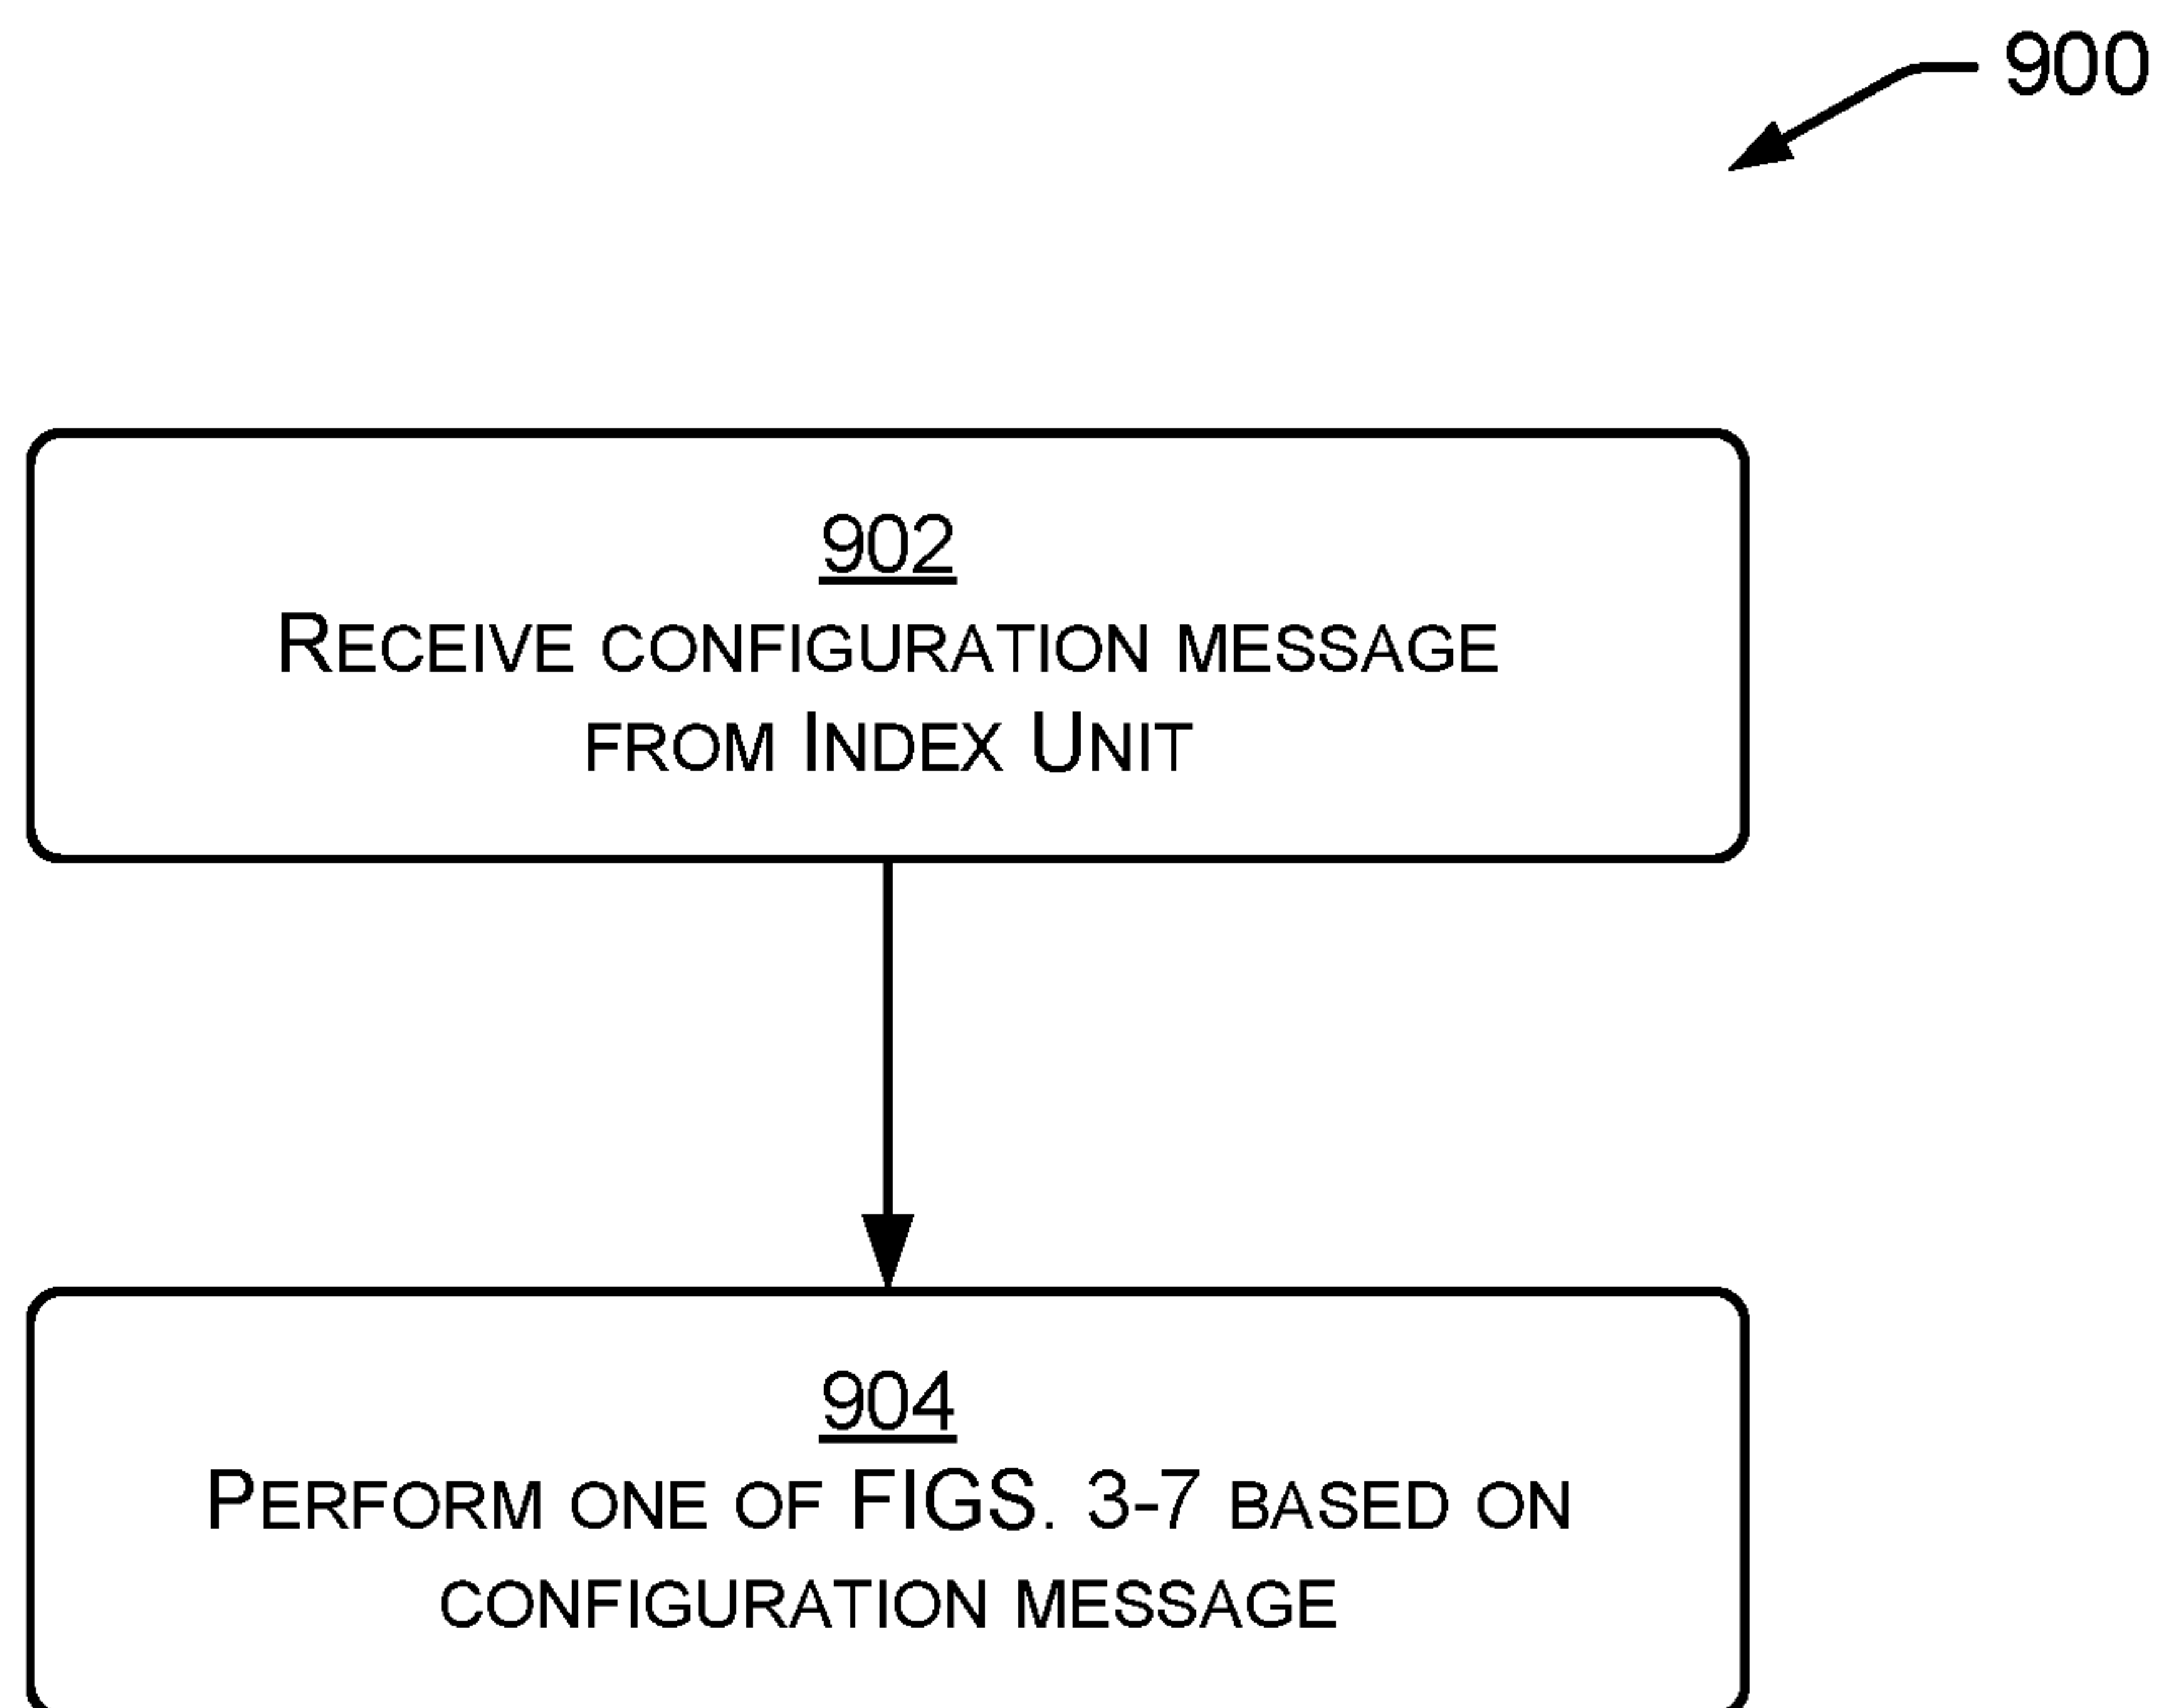 900
902
Receive configuration message
from Index Unit
904
Perform one of FIGS. 3-7 based on
configuration message